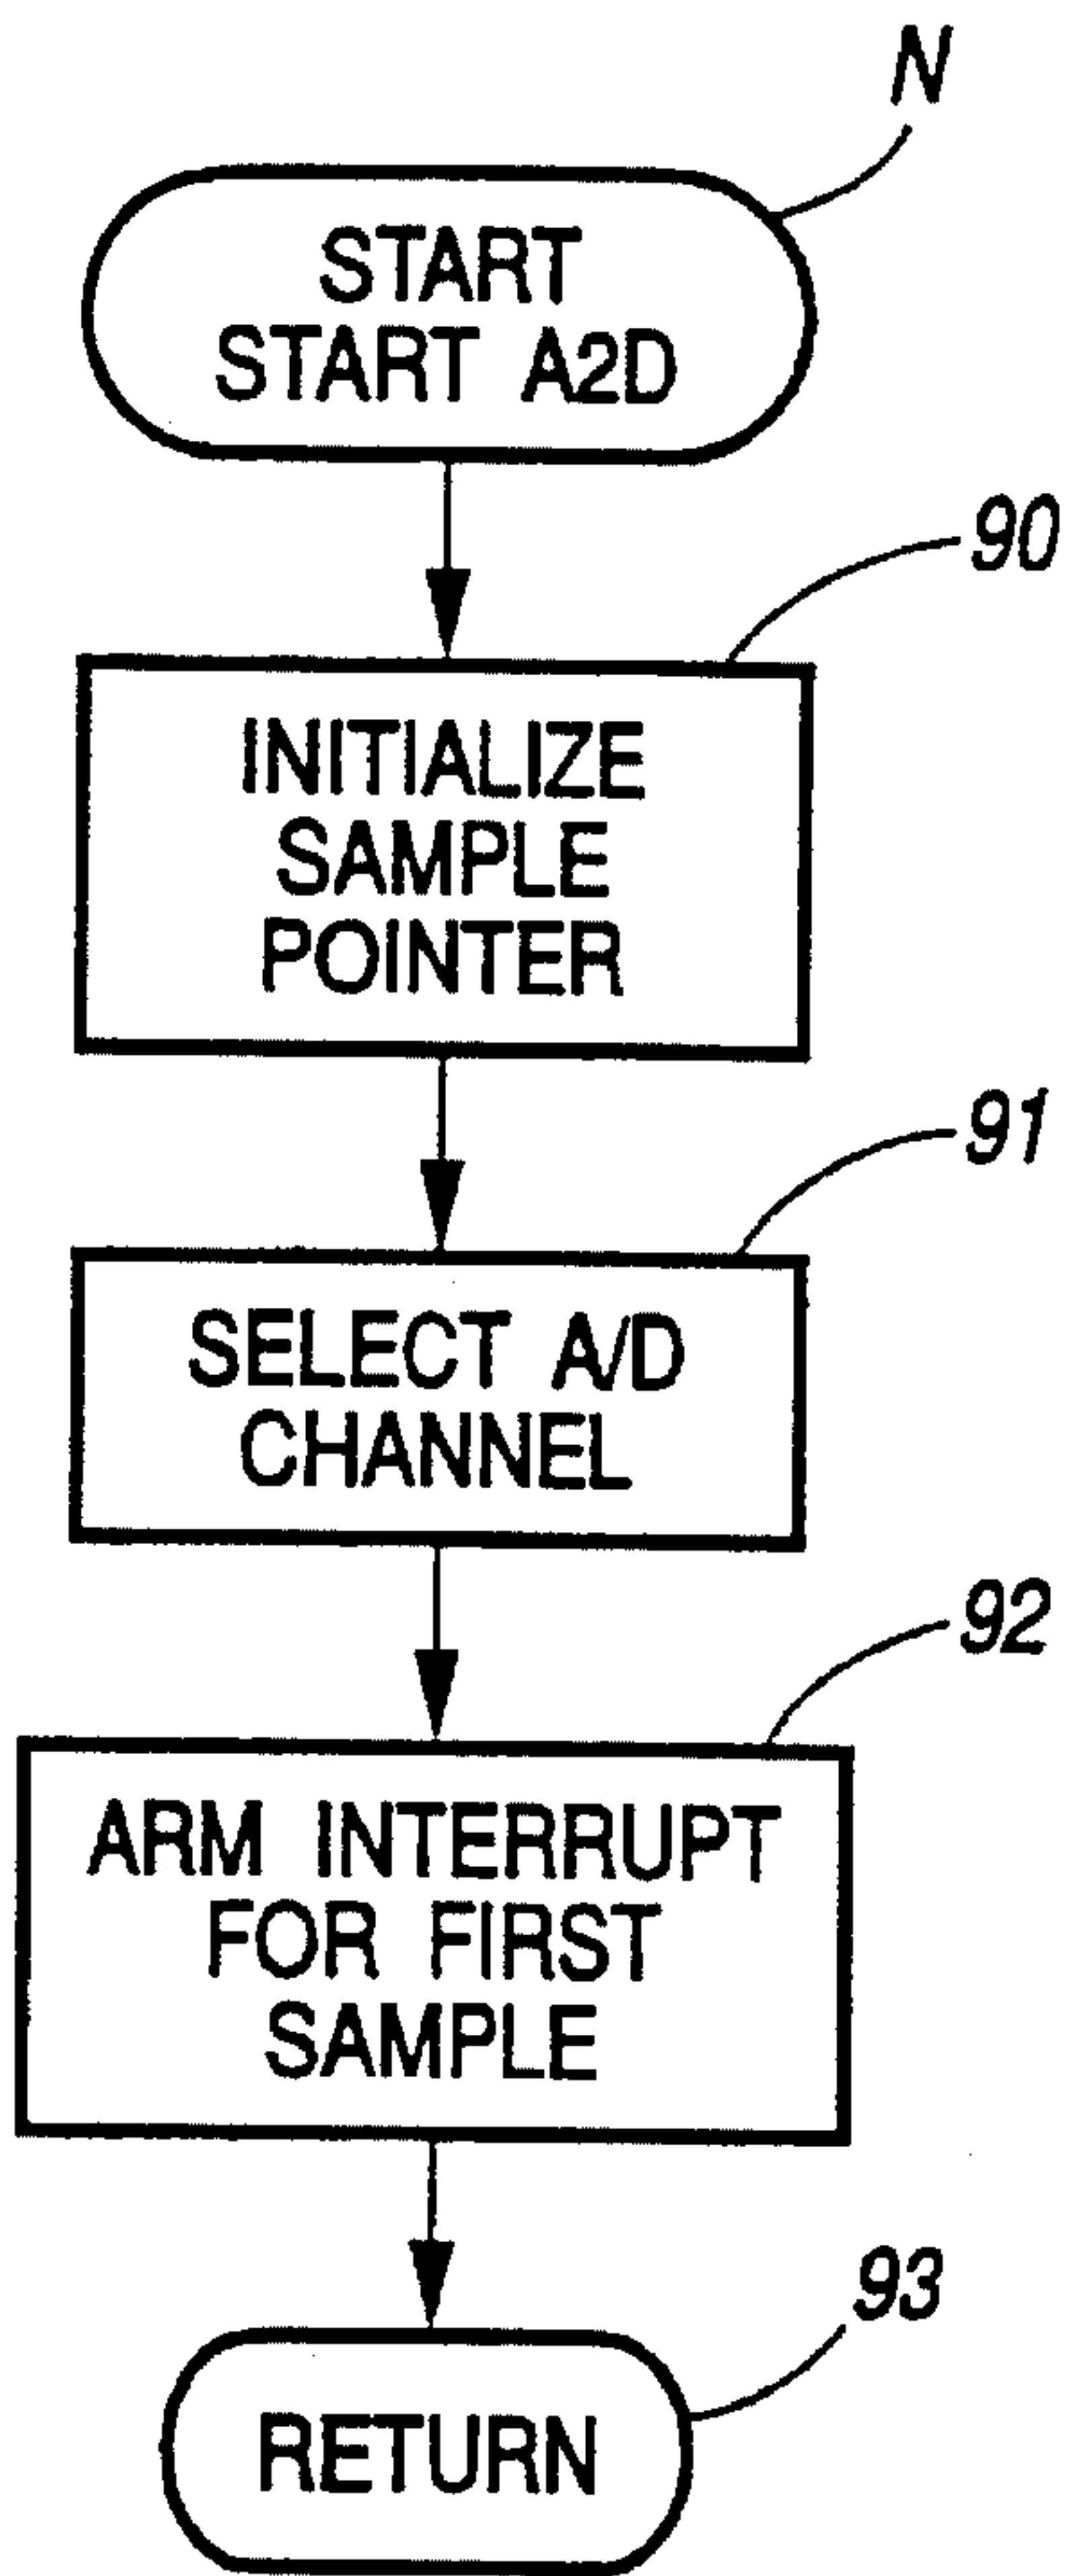 N
START
START A2D
90
INITIALIZE
SAMPLE
POINTER
91
SELECT A/D
CHANNEL
92
ARM INTERRUPT
FOR FIRST
SAMPLE
93
RETURN